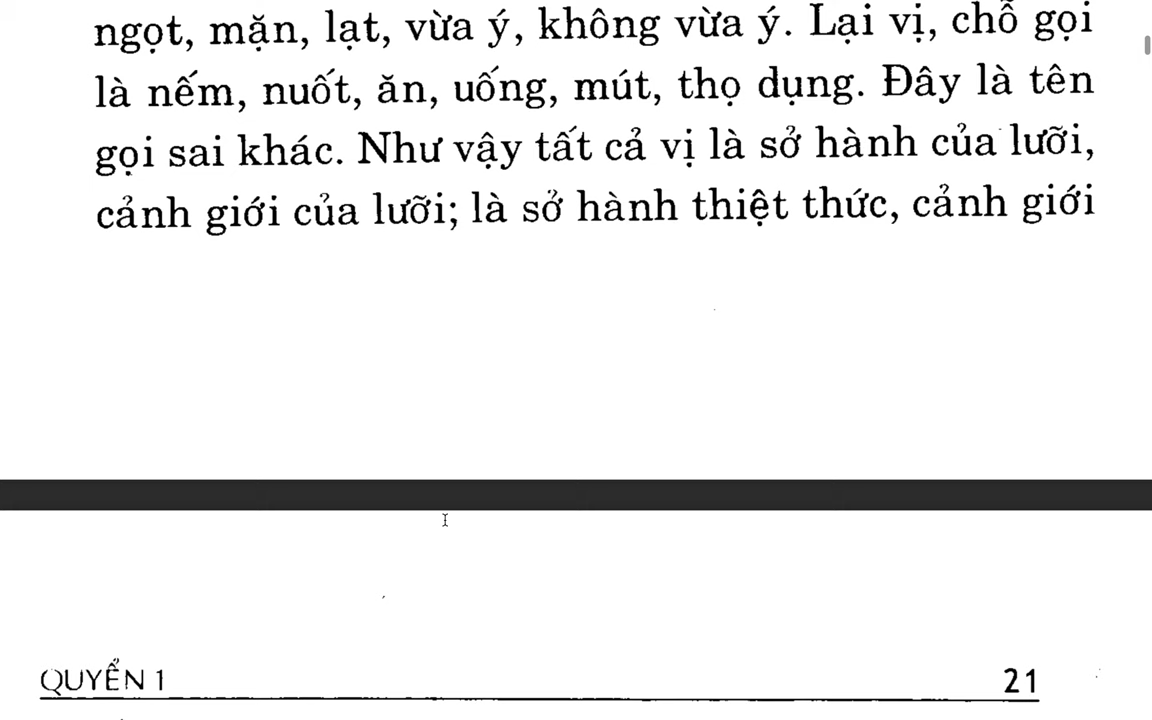 ngọt, mặn, lạt, vừa ý, không vừa ý. Lại vị, chỗ gọi
là nếm, nuốt, ăn, uống, mút, thọ dụng. Đây là tên
gọi sai khác. Như vậy tất cả vị là sở hành của lưỡi,
cảnh giới của lưỡi; là sở hành thiệt thức, cảnh giới
QUYỂN 1 21